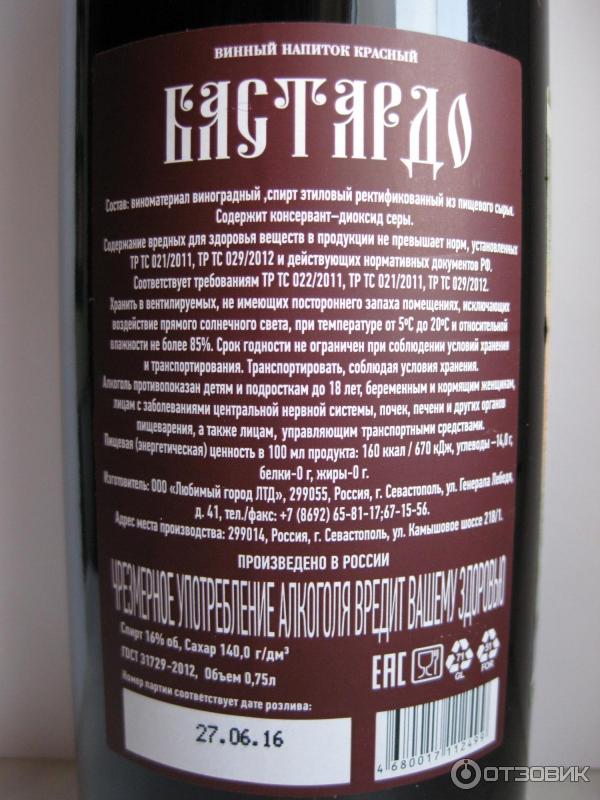 ВИННЫЙ НАПИТОК КРАСНЫЙ
БАСТАРДО
Состав: виноматериал виноградный ,спирт этиловый ректификованный из пищевого сырья.
Содержит консервант–диоксид серы.
Содержание вредных для здоровья веществ в продукции не превышает норм, установленных
ТР ТС 021/2011, ТР ТС 029/2012 и действующих нормативных документов РФ.
Соответствует требованиям ТР ТС 022/2011, ТР ТС 021/2011, ТР ТС 029/2012.
Хранить в вентилируемых, не имеющих постороннего запаха помещениях, исключающих
воздействие прямого солнечного света, при температуре от 5ºС до 20ºС и относительной
влажности не более 85%. Срок годности не ограничен при соблюдении условий хранения
и транспортирования. Транспортировать, соблюдая условия хранения.
Алкоголь противопоказан детям и подросткам до 18 лет, беременным и кормящим женщинам,
лицам с заболеваниями центральной нервной системы, почек, печени и других органов
пищеварения, а также лицам, управляющим транспортными средствами.
Пищевая (энергетическая) ценность в 100 мл продукта: 160 ккал / 670 кДж, углеводы –14,0 г,
белки-0 г, жиры-0 г.
Изготовитель: ООО «Любимый город ЛТД», 299055, Россия, г. Севастополь, ул. Генерала Лебедя,
д. 41, тел./факс: +7 (8692) 65-81-17;67-15-56.
Адрес места производства: 299014, Россия, г. Севастополь, ул. Камышовое шоссе 21В/1.
ПРОИЗВЕДЕНО В РОССИИ
ЧРЕЗМЕРНОЕ УПОТРЕБЛЕНИЕ АЛКОГОЛЯ ВРЕДИТ ВАШЕМУ ЗДОРОВЬЮ
Спирт 16% об, Сахар 140,0 г/дм³
ГОСТ 31729-2012, Объем 0,75л
EAC
71
GL
51
FOR
Номер партии соответствует дате розлива:
27.06.16
4 680017 112499
ОТЗОВИК